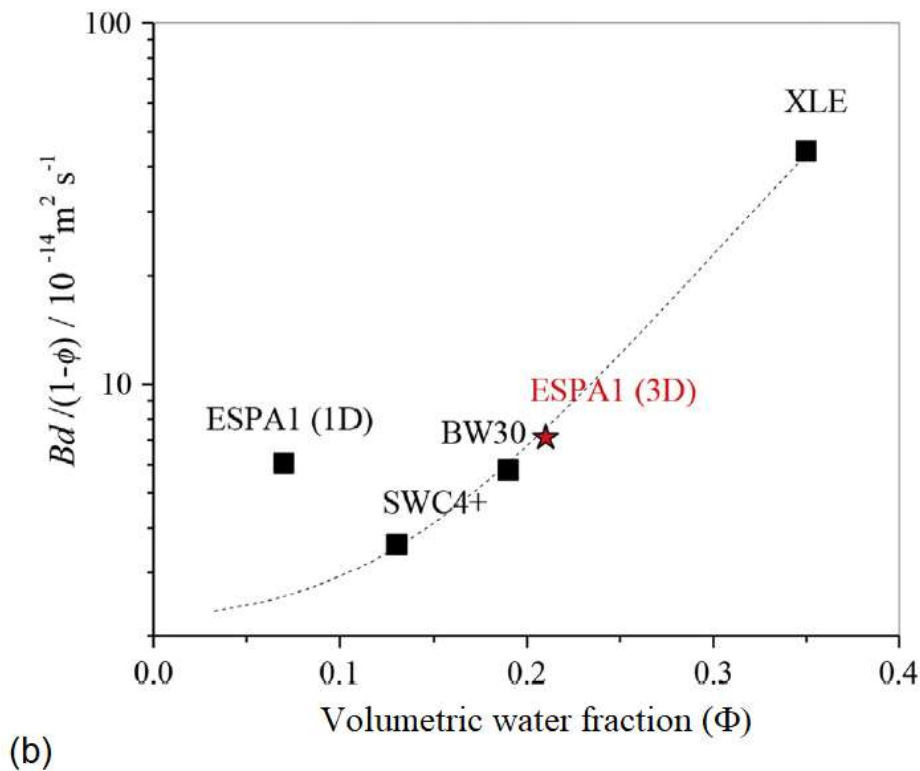 100
XLE
Bd /(1-ϕ) / 10 -14 m2 s-1
10
ESPA1 (3D)
ESPA1 (1D)
BW30
SWC4+
0.0 0.1 0.2 0.3 0.4
Volumetric water fraction (Φ)
(b)